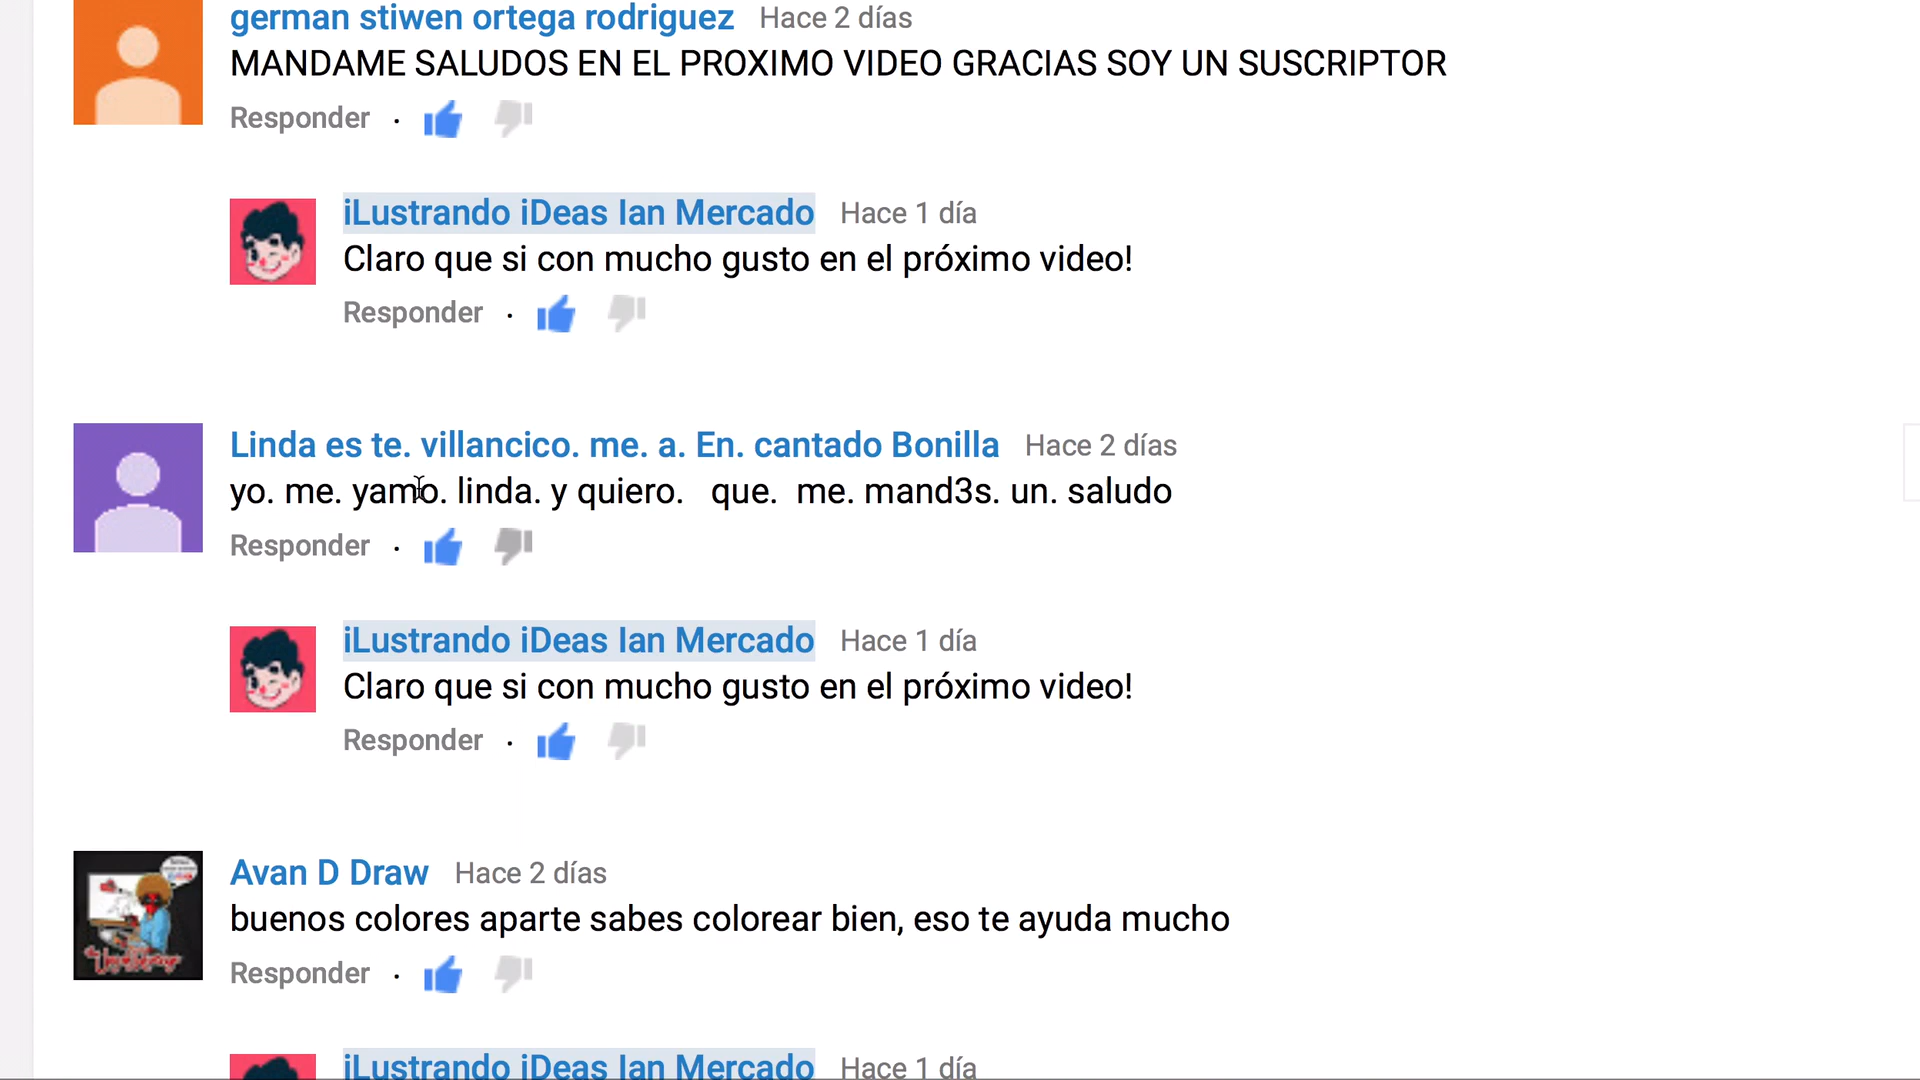 german stiwen ortega rodriguez Hace 2 días
MANDAME SALUDOS EN EL PROXIMO VIDEO GRACIAS SOY UN SUSCRIPTOR
Responder ·
iLustrando iDeas Ian Mercado Hace 1 día
Claro que si con mucho gusto en el próximo video!
Responder ·
Linda es te. villancico. me. a. En. cantado Bonilla Hace 2 días
yo. me. yamo. linda. y quiero. que. me. mand3s. un. saludo
Responder ·
iLustrando iDeas Ian Mercado Hace 1 día
Claro que si con mucho gusto en el próximo video!
Responder ·
Avan D Draw Hace 2 días
buenos colores aparte sabes colorear bien, eso te ayuda mucho
Responder ·
iLustrando iDeas Ian Mercado Hace 1 día